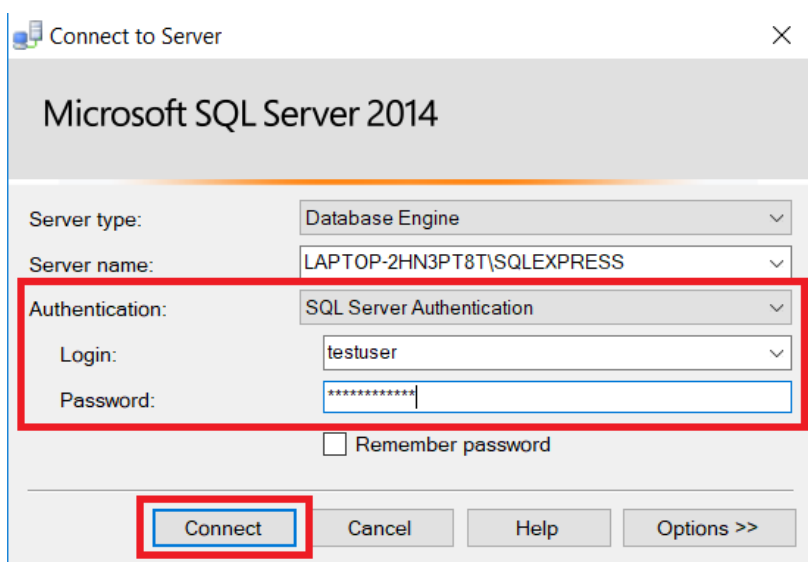 Connect to Server
Microsoft SQL Server 2014
Server type: Database Engine
Server name: LAPTOP-2HN3PT8T\SQLEXPRESS
Authentication: SQL Server Authentication
Login: testuser
Password: ************
Remember password
Connect Cancel Help Options >>